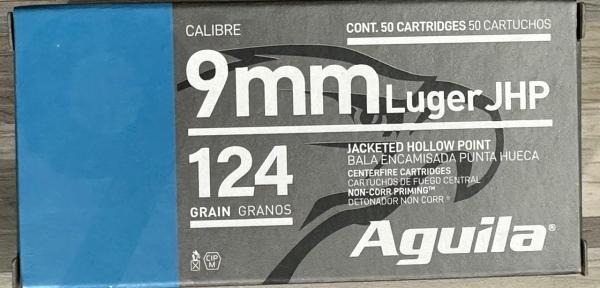 CALIBRE
CONT. 50 CARTRIDGES 50 CARTUCHOS
9mm Luger JHP
124
GRAIN GRANOS
JACKETED HOLLOW POINT
BALA ENCAMISADA PUNTA HUECA
CENTERFIRE CARTRIDGES
CARTUCHOS DE FUEGO CENTRAL
NON-CORR PRIMING™
DETONADOR NON CORR ®
Aguila®
CIP
M